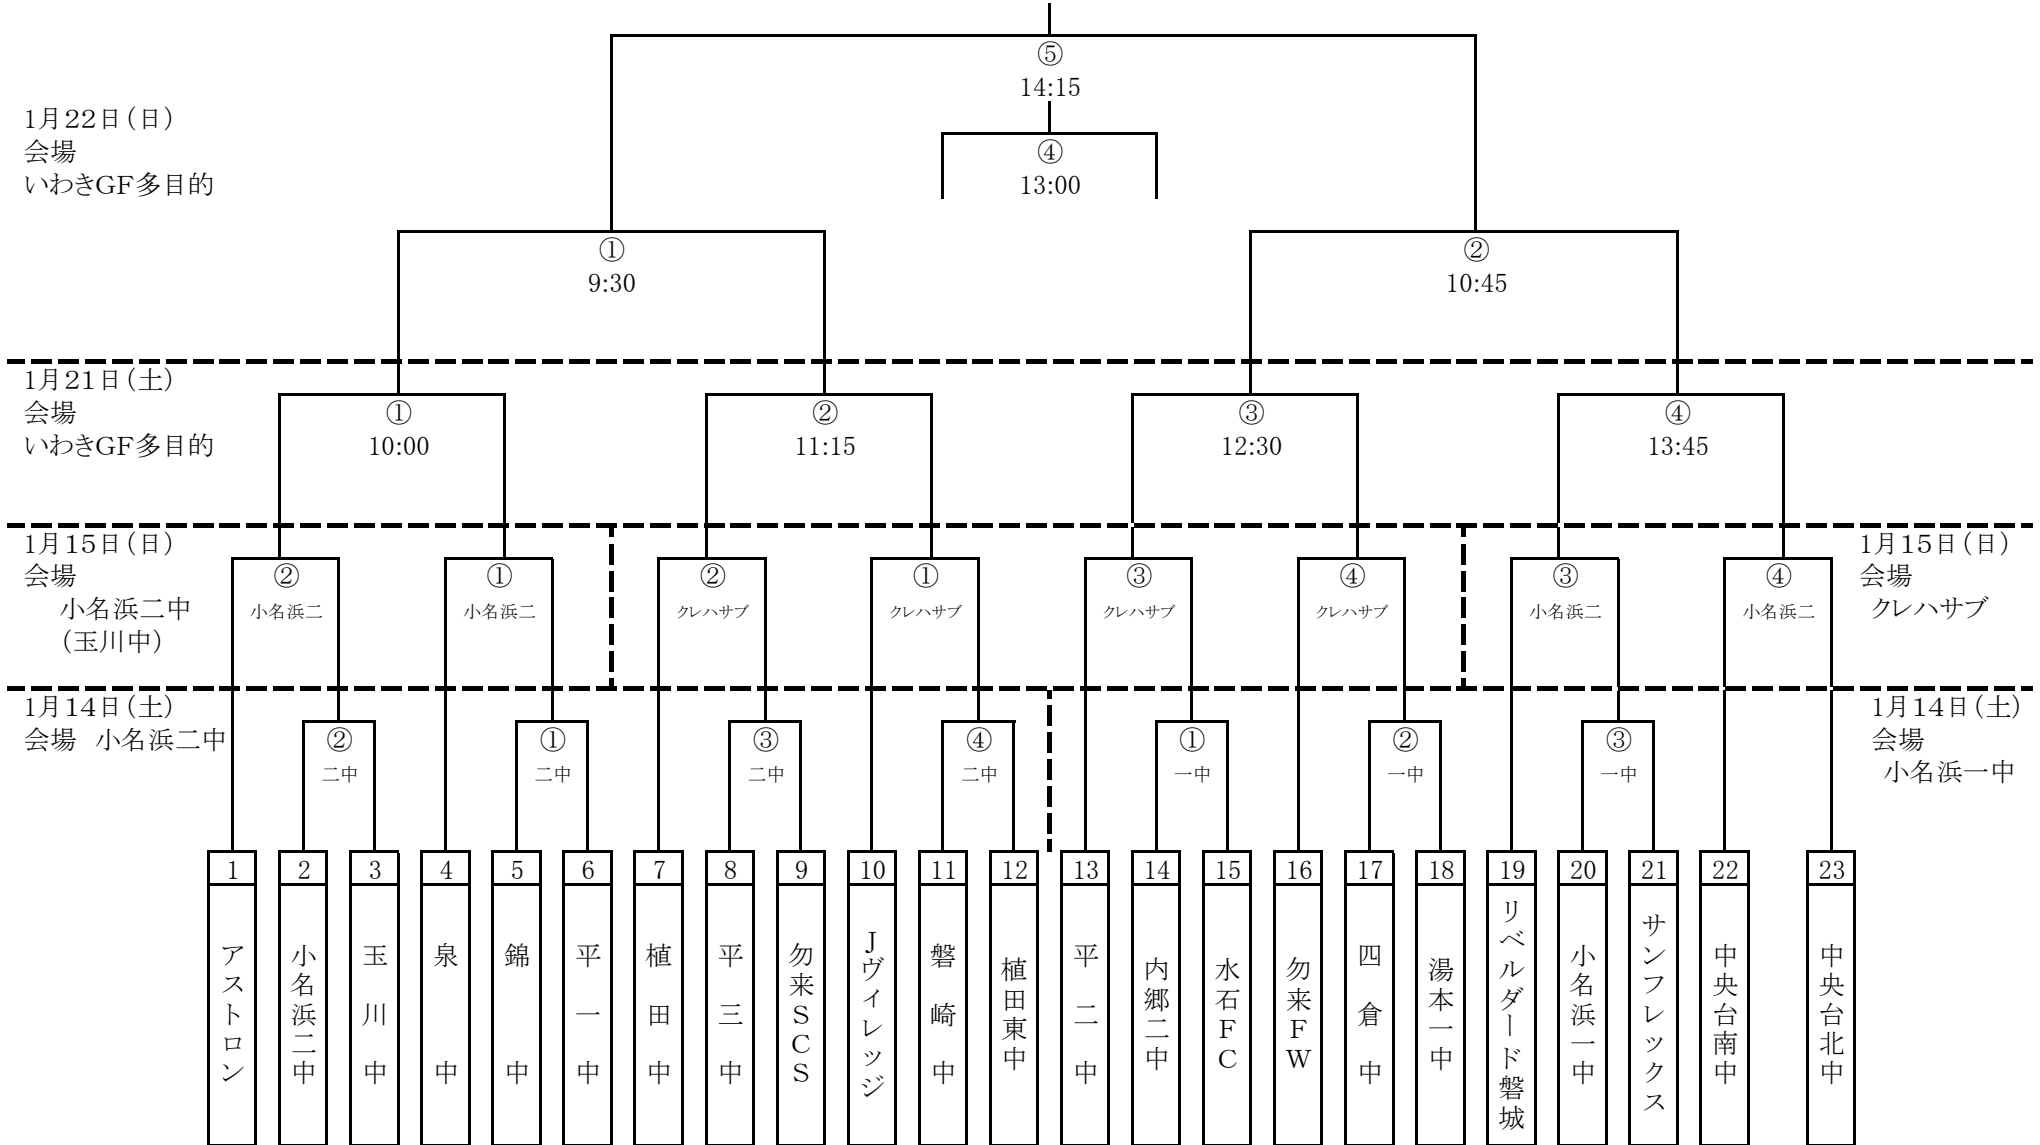 ⑤
14:15
1月22日(日)
会場
いわきGF多目的
④
13:00
① ②
9:30 10:45
1月21日(土)
会場
いわきGF多目的
① ② ③ ④
10:00 11:15 12:30 13:45
1月15日(日)
会場
小名浜二中
(玉川中)
② ① ② ① ③ ④ ③ ④
小名浜二 小名浜二 クレハサブ クレハサブ クレハサブ クレハサブ 小名浜二 小名浜二
1月15日(日)
会場
クレハサブ
1月14日(土)
会場 小名浜二中
② ① ③ ④ ① ② ③
二中 二中 二中 二中 一中 一中 一中
1月14日(土)
会場
小名浜一中
1 2 3 4 5 6 7 8 9 10 11 12 13 14 15 16 17 18 19 20 21 22 23
アストロン
小名浜二中
玉川中
泉中
錦中
平一中
植田中
平三中
勿来SCS
Jヴィレッジ
磐崎中
植田東中
平二中
内郷二中
水石FC
勿来FW
四倉中
湯本一中
リベルダード磐城
小名浜一中
サンフレックス
中央台南中
中央台北中